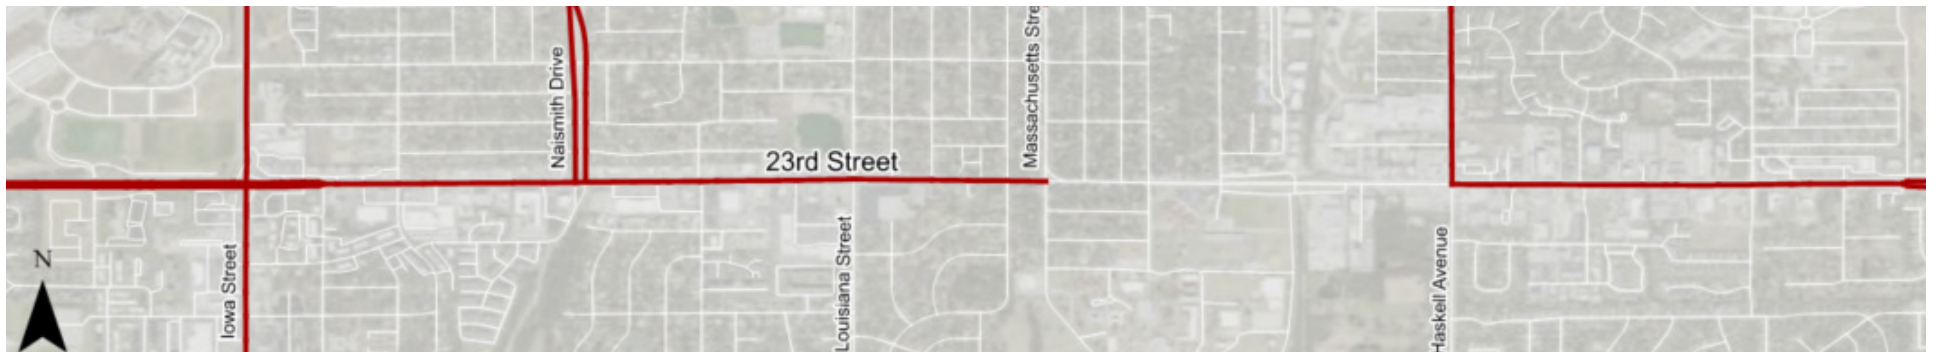 Naismith Drive
Massachusetts Stre
23rd Street
Iowa Street
Louisiana Street
Haskell Avenue
N